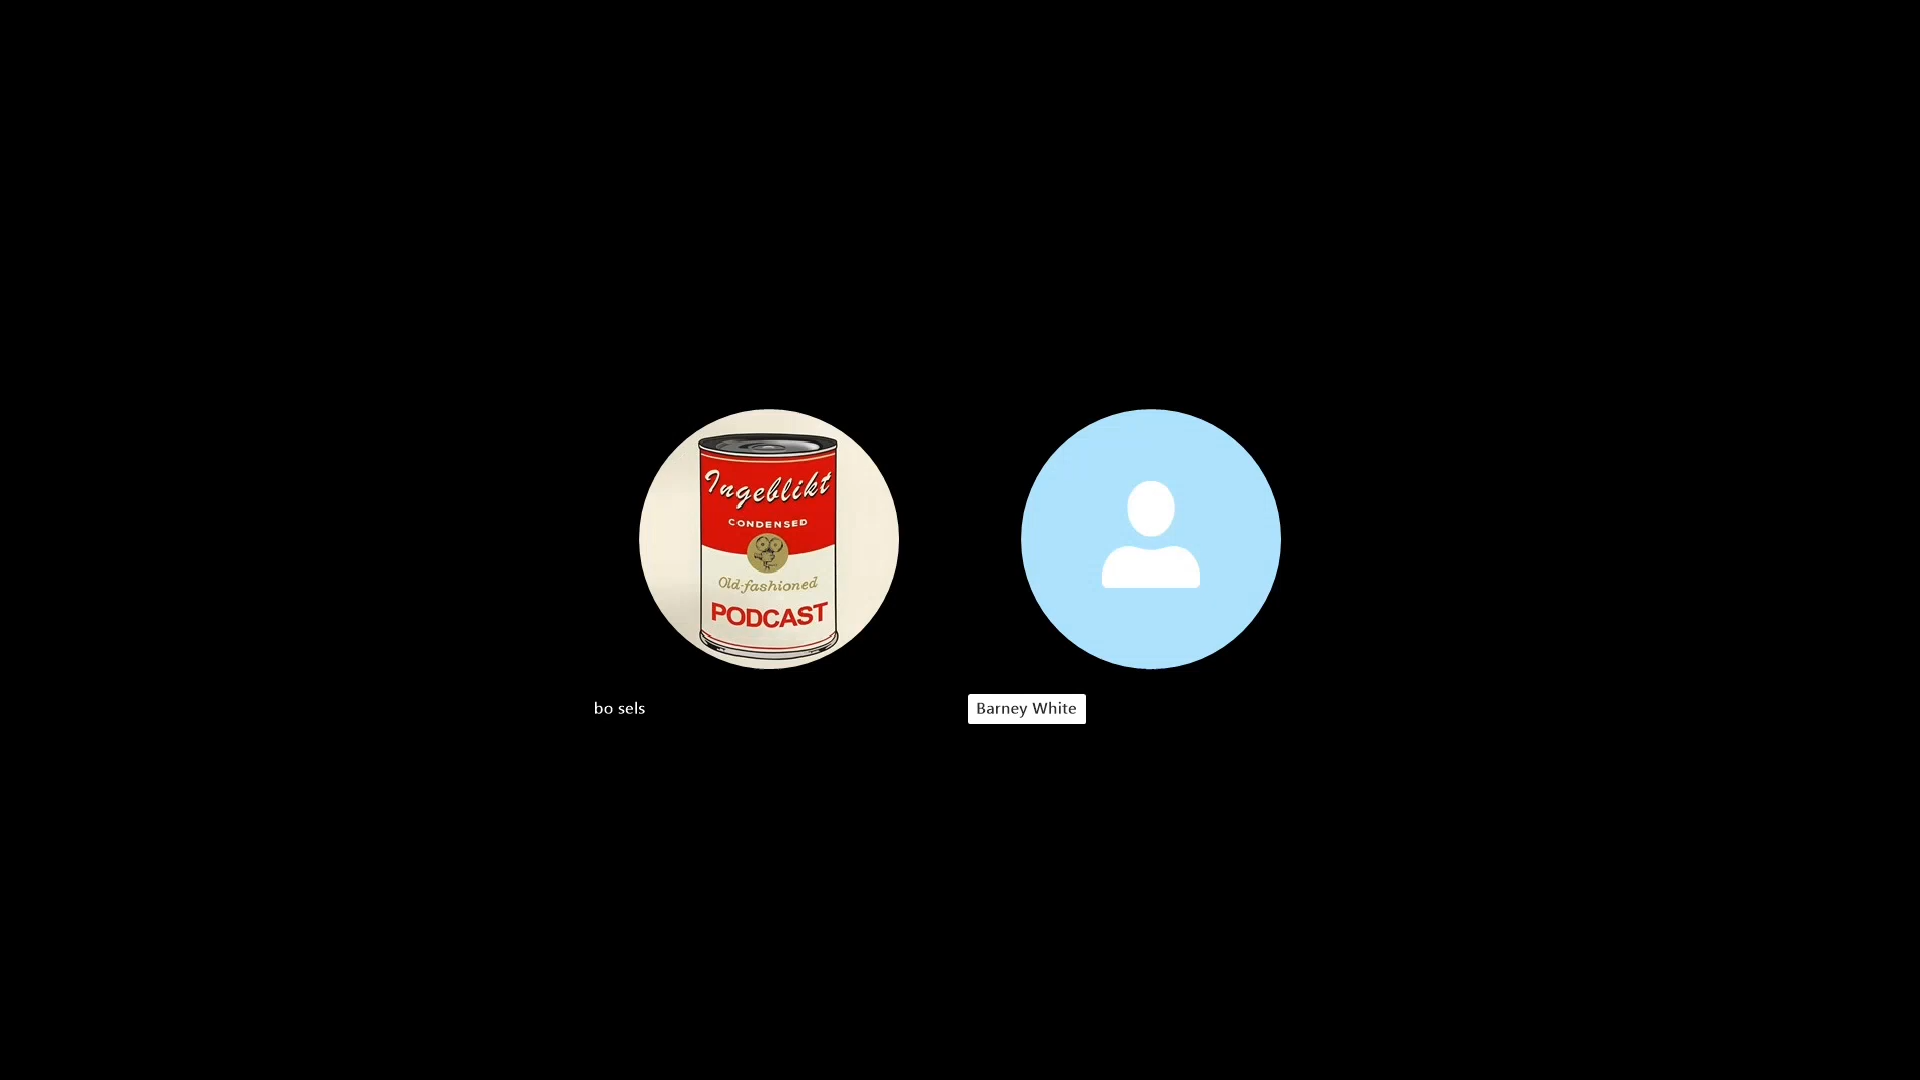 Ingeblikt
CONDENSED
Old-fashioned
PODCAST
bo sels
Barney White